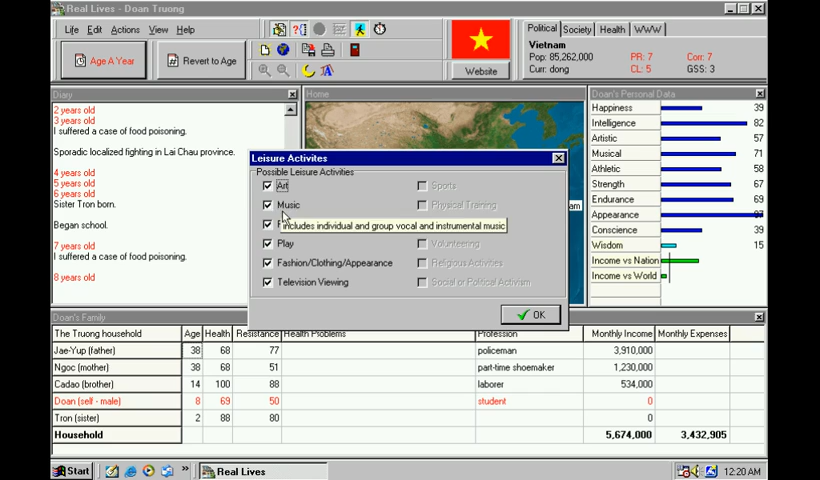 Real Lives - Doan Truong
Life Edit Actions View Help
Age A Year
Revert to Age
Website
Political Society Health WWW
Vietnam
Pop: 85,262,000 PR: 7 Corr: 7
Curr: dong CL: 5 GSS: 3
Diary
2 years old
3 years old
I suffered a case of food poisoning.
Sporadic localized fighting in Lai Chau province.
4 years old
5 years old
6 years old
Sister Tron born.
Began school.
7 years old
I suffered a case of food poisoning.
8 years old
Home
am
Leisure Activites
Possible Leisure Activities
Art
Music
includes individual and group vocal and instrumental music
Play
Fashion/Clothing/Appearance
Television Viewing
Sports
Physical Training
Volunteering
Religious Activities
Social or Political Activism
OK
Doan's Personal Data
Happiness 39
Intelligence 82
Artistic 57
Musical 71
Athletic 58
Strength 67
Endurance 69
Appearance
Conscience 39
Wisdom 15
Income vs Nation
Income vs World
Doan's Family
The Truong household Age Health Resistance Health Problems Profession Monthly Income Monthly Expenses
Jae-Yup (father) 38 68 77 policeman 3,910,000
Ngoc (mother) 38 68 51 part-time shoemaker 1,230,000
Cadao (brother) 14 100 88 laborer 534,000
Doan (self - male) 8 69 50 student 0
Tron (sister) 2 88 80 0
Household 5,674,000 3,432,905
Start
Real Lives
12:20 AM